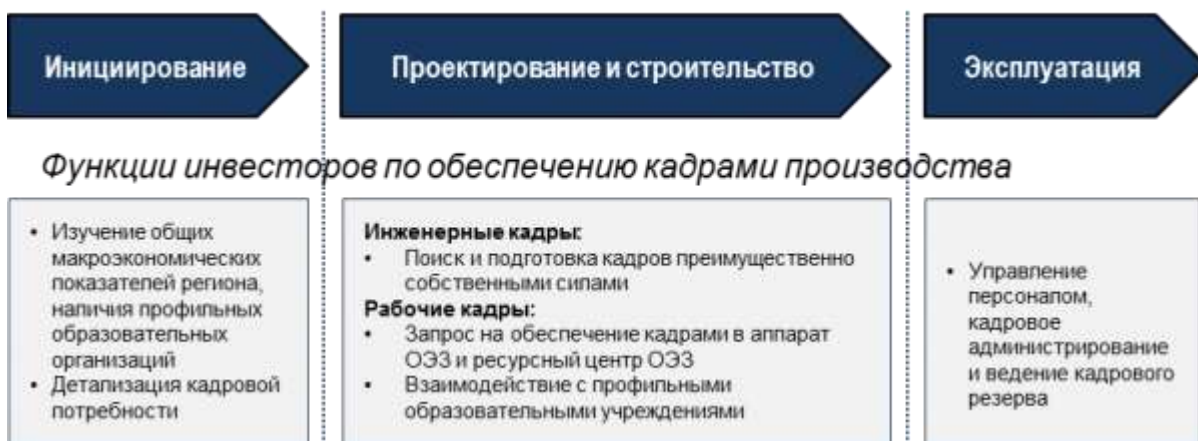 Инициирование
Проектирование и строительство
Эксплуатация
Функции инвесторов по обеспечению кадрами производства
• Изучение общих
макроэкономических
показателей региона,
наличия профильных
образовательных
организаций
• Детализация кадровой
потребности
Инженерные кадры:
• Поиск и подготовка кадров преимущественно
собственными силами
Рабочие кадры:
• Запрос на обеспечение кадрами в аппарат
ОЭЗ и ресурсный центр ОЭЗ
• Взаимодействие с профильными
образовательными учреждениями
• Управление
персоналом,
кадровое
администрирование
и ведение кадрового
резерва